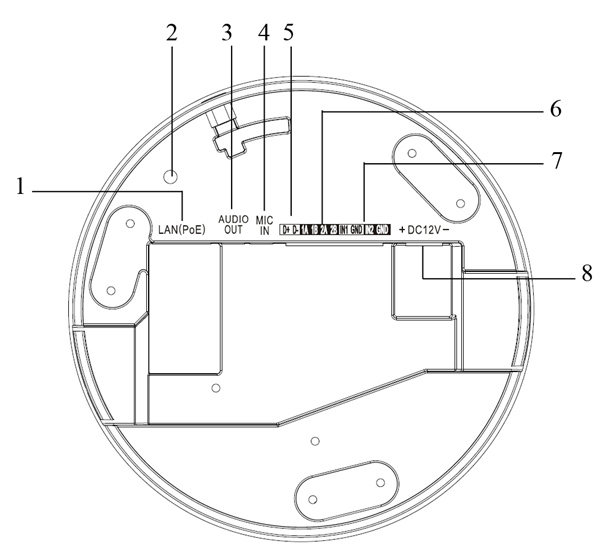 2 3 4 5
6
7
1
AUDIO MIC
LAN(PoE) OUT IN D+ D- 1A 1B 2A 2B IN1 GND IN2 GND + DC12V −
8